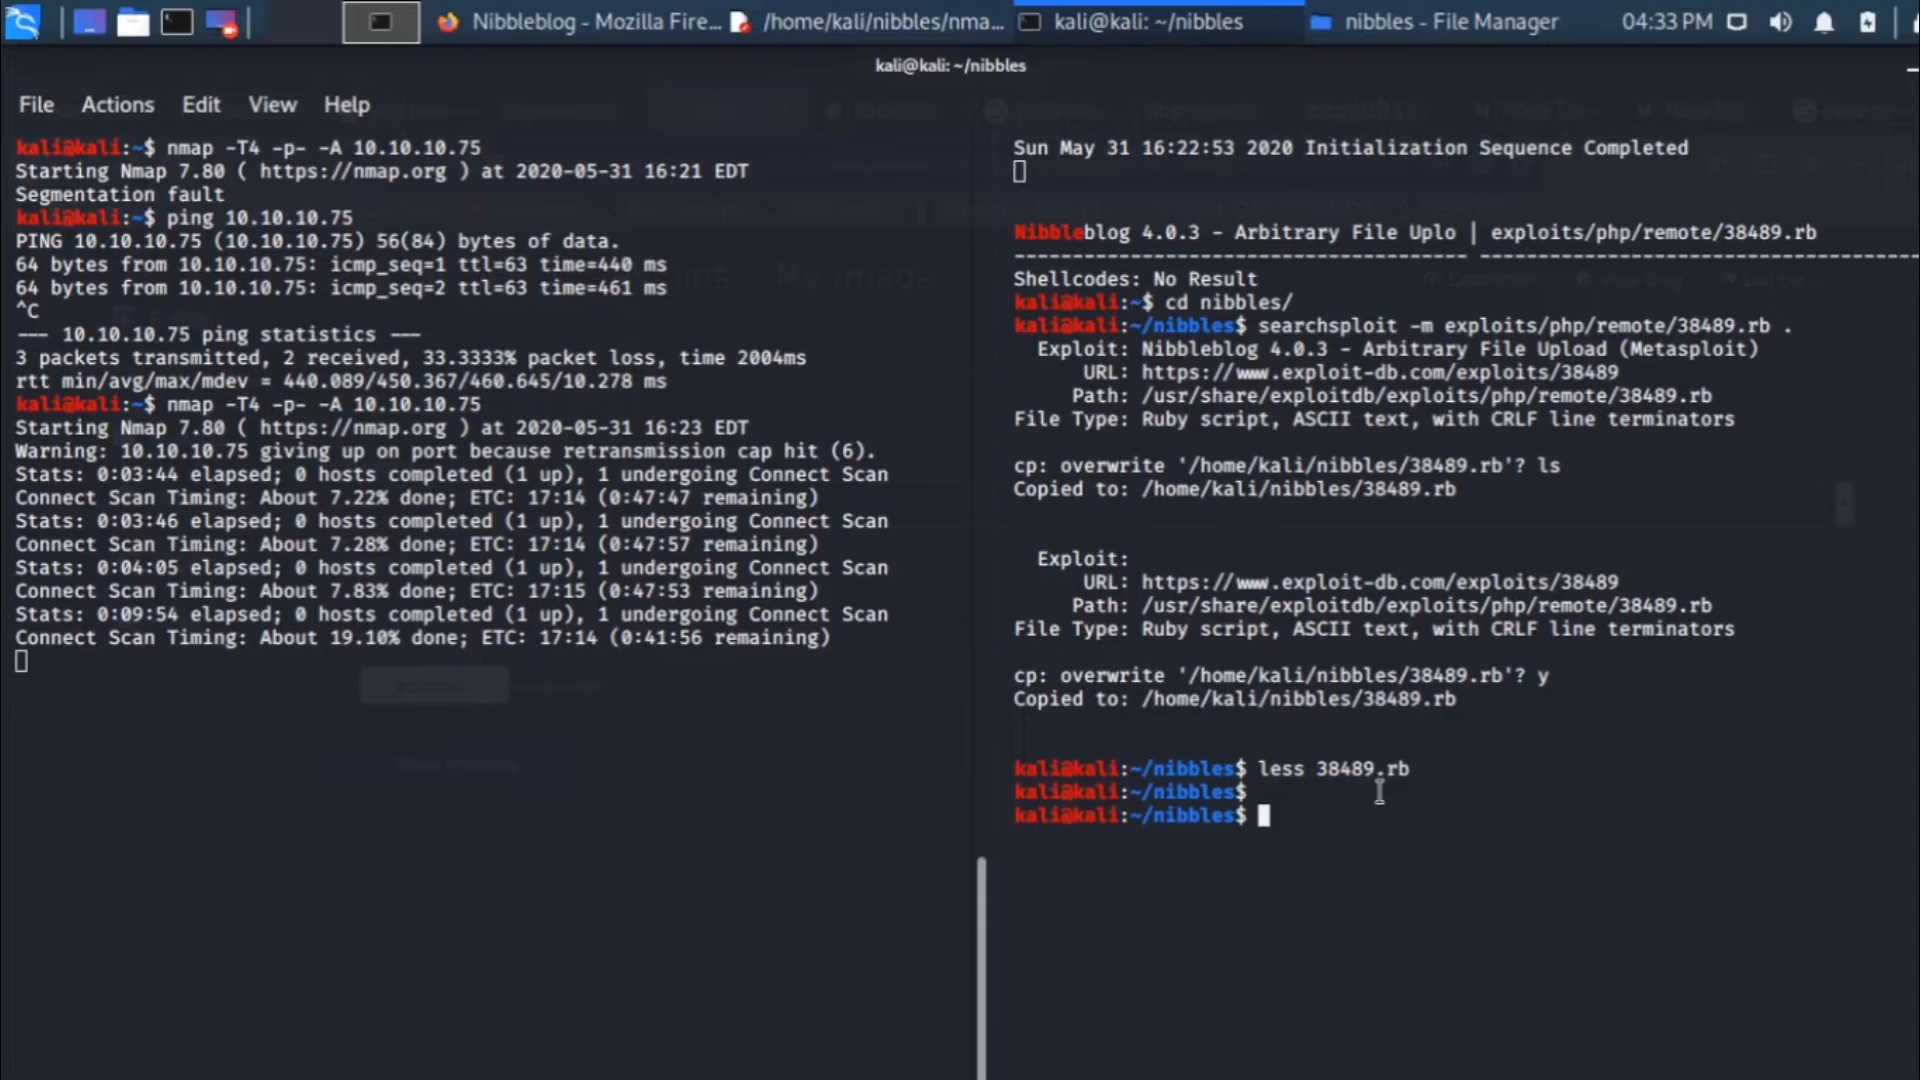 Nibbleblog - Mozilla Fire...
/home/kali/nibbles/nma...
kali@kali: ~/nibbles
nibbles - File Manager
04:33 PM
kali@kali: ~/nibbles
File Actions Edit View Help
kali@kali:~$ nmap -T4 -p- -A 10.10.10.75
Starting Nmap 7.80 ( https://nmap.org ) at 2020-05-31 16:21 EDT
Segmentation fault
kali@kali:~$ ping 10.10.10.75
PING 10.10.10.75 (10.10.10.75) 56(84) bytes of data.
64 bytes from 10.10.10.75: icmp_seq=1 ttl=63 time=440 ms
64 bytes from 10.10.10.75: icmp_seq=2 ttl=63 time=461 ms
^C
--- 10.10.10.75 ping statistics ---
3 packets transmitted, 2 received, 33.3333% packet loss, time 2004ms
rtt min/avg/max/mdev = 440.089/450.367/460.645/10.278 ms
kali@kali:~$ nmap -T4 -p- -A 10.10.10.75
Starting Nmap 7.80 ( https://nmap.org ) at 2020-05-31 16:23 EDT
Warning: 10.10.10.75 giving up on port because retransmission cap hit (6).
Stats: 0:03:44 elapsed; 0 hosts completed (1 up), 1 undergoing Connect Scan
Connect Scan Timing: About 7.22% done; ETC: 17:14 (0:47:47 remaining)
Stats: 0:03:46 elapsed; 0 hosts completed (1 up), 1 undergoing Connect Scan
Connect Scan Timing: About 7.28% done; ETC: 17:14 (0:47:57 remaining)
Stats: 0:04:05 elapsed; 0 hosts completed (1 up), 1 undergoing Connect Scan
Connect Scan Timing: About 7.83% done; ETC: 17:15 (0:47:53 remaining)
Stats: 0:09:54 elapsed; 0 hosts completed (1 up), 1 undergoing Connect Scan
Connect Scan Timing: About 19.10% done; ETC: 17:14 (0:41:56 remaining)
Sun May 31 16:22:53 2020 Initialization Sequence Completed
Nibbleblog 4.0.3 - Arbitrary File Uplo | exploits/php/remote/38489.rb
Shellcodes: No Result
kali@kali:~$ cd nibbles/
kali@kali:~/nibbles$ searchsploit -m exploits/php/remote/38489.rb .
Exploit: Nibbleblog 4.0.3 - Arbitrary File Upload (Metasploit)
URL: https://www.exploit-db.com/exploits/38489
Path: /usr/share/exploitdb/exploits/php/remote/38489.rb
File Type: Ruby script, ASCII text, with CRLF line terminators
cp: overwrite '/home/kali/nibbles/38489.rb'? ls
Copied to: /home/kali/nibbles/38489.rb
Exploit:
URL: https://www.exploit-db.com/exploits/38489
Path: /usr/share/exploitdb/exploits/php/remote/38489.rb
File Type: Ruby script, ASCII text, with CRLF line terminators
cp: overwrite '/home/kali/nibbles/38489.rb'? y
Copied to: /home/kali/nibbles/38489.rb
kali@kali:~/nibbles$ less 38489.rb
kali@kali:~/nibbles$
kali@kali:~/nibbles$